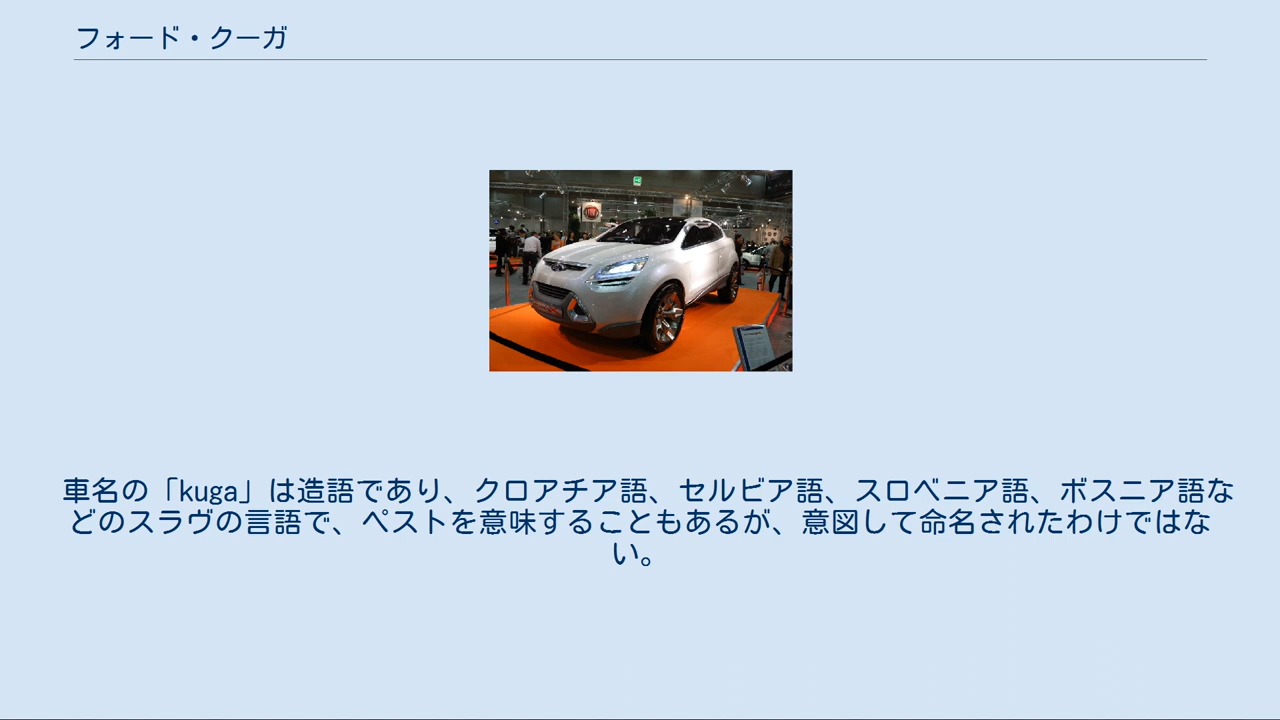 フォード・クーガ
車名の「kuga」は造語であり、クロアチア語、セルビア語、スロベニア語、ボスニア語な
どのスラヴの言語で、ペストを意味することもあるが、意図して命名されたわけではな
い。